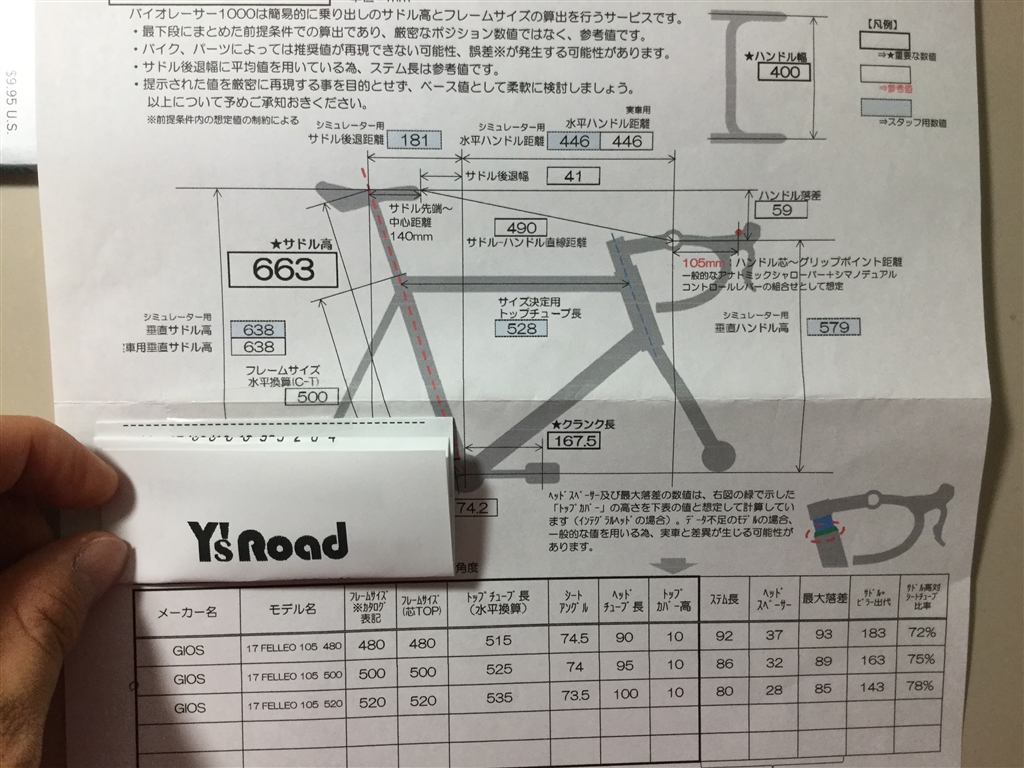 バイオレーサー1000は簡易的に乗り出しのサドル高とフレームサイズの算出を行うサービスです。
・最下段にまとめた前提条件での算出であり、厳密なポジション数値ではなく、参考値です。
・バイク、パーツによっては推奨値が再現できない可能性、誤差※が発生する可能性があります。
・サドル後退幅に平均値を用いている為、ステム長は参考値です。
・提示された値を厳密に再現する事を目的とせず、ベース値として柔軟に検討しましょう。
以上について予めご承知おきください。
※前提条件内の想定値の制約による
$9.95 U.S.
★ハンドル幅
400
【凡例】
⇒★重要な数値
⇒参考値
⇒スタッフ用数値
シミュレーター用
サドル後退距離 181
実車用
シミュレーター用 水平ハンドル距離
水平ハンドル距離 446 446
サドル後退幅 41
サドル先端〜
中心距離
140mm
490
サドル-ハンドル直線距離
ハンドル落差
59
★サドル高
663
105mm：ハンドル芯〜グリップポイント距離
一般的なアナトミックシャローバー+シマノデュアル
コントロールレバーの組合せとして想定
シミュレーター用
垂直サドル高 638
車用垂直サドル高 638
サイズ決定用
トップチューブ長
528
シミュレーター用
垂直ハンドル高 579
フレームサイズ
水平換算(C-T)
500
★クランク長
167.5
74.2
角度
Y's Road
ﾍｯﾄﾞｽﾍﾟｰｻｰ及び最大落差の数値は、右図の緑で示した
「ﾄｯﾌﾟｶﾊﾞｰ」の高さを下表の値と想定して計算してい
ます（ｲﾝﾃｸﾞﾗﾙﾍｯﾄﾞの場合）。ﾃﾞｰﾀ不足のﾓﾃﾞﾙの場合、
一般的な値を用いる為、実車と差異が生じる可能性が
あります。
メーカー名 モデル名 ﾌﾚｰﾑｻｲｽﾞ ※ｶﾀﾛｸﾞ 表記 ﾌﾚｰﾑｻｲｽﾞ (芯TOP) ﾄｯﾌﾟﾁｭｰﾌﾞ長 (水平換算) ｼｰﾄ ｱﾝｸﾞﾙ ﾍｯﾄﾞ ﾁｭｰﾌﾞ長 ﾄｯﾌﾟ ｶﾊﾞｰ高 ｽﾃﾑ長 ﾍｯﾄﾞ ｽﾍﾟｰｻｰ 最大落差 ｻﾄﾞﾙ+ ﾋﾟﾗｰ出代 ｻﾄﾞﾙ高対 ｼｰﾄﾁｭｰﾌﾞ 比率
GIOS 17 FELLEO 105 480 480 480 515 74.5 90 10 92 37 93 183 72%
GIOS 17 FELLEO 105 500 500 500 525 74 95 10 86 32 89 163 75%
GIOS 17 FELLEO 105 520 520 520 535 73.5 100 10 80 28 85 143 78%